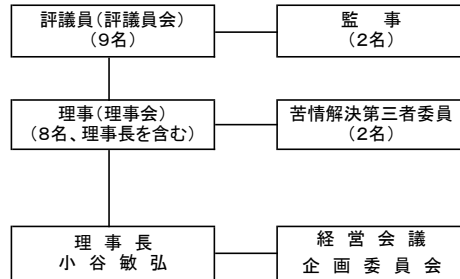 評議員（評議員会）
（9名）
監　事
（2名）
理事（理事会）
（8名、理事長を含む）
苦情解決第三者委員
（2名）
理 事 長
小 谷 敏 弘
経 営 会 議
企 画 委 員 会